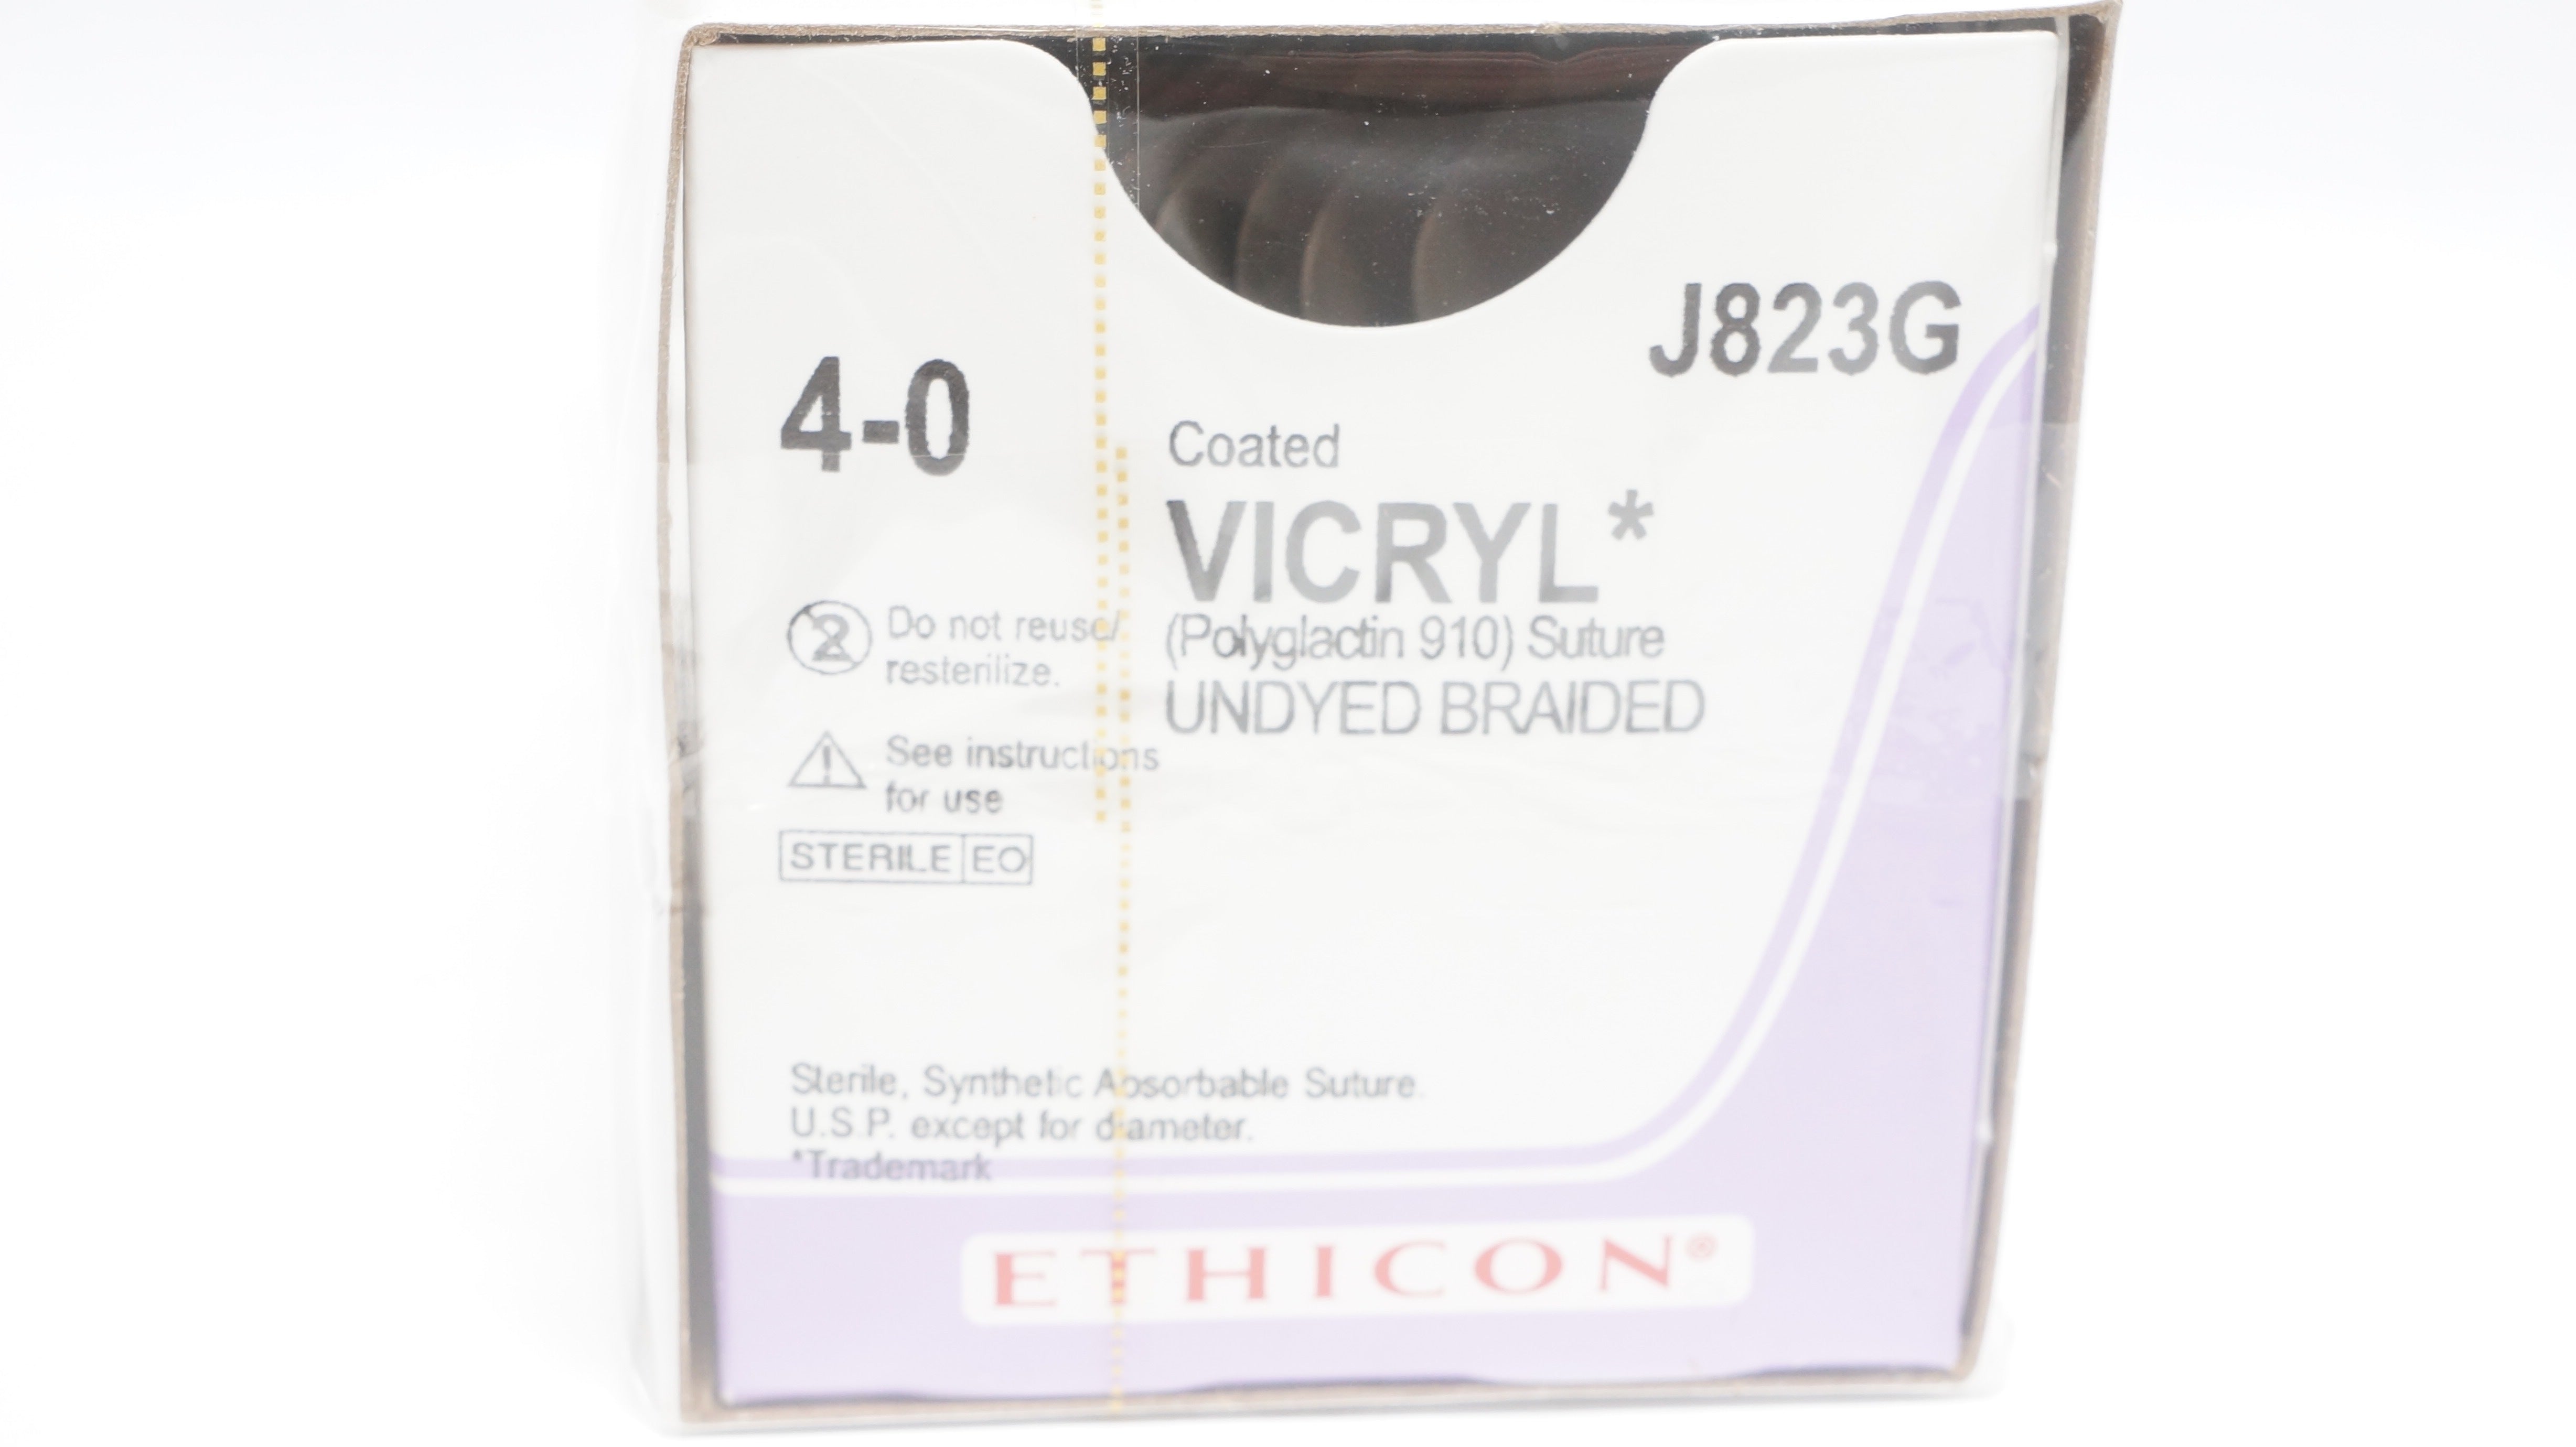 J823G
4-0
Coated
VICRYL*
(Polyglactin 910) Suture
UNDYED BRAIDED
2
Do not reuse/
resterilize.
See instructions
for use
STERILE EO
Sterile, Synthetic Absorbable Suture.
U.S.P. except for diameter.
*Trademark
ETHICON®